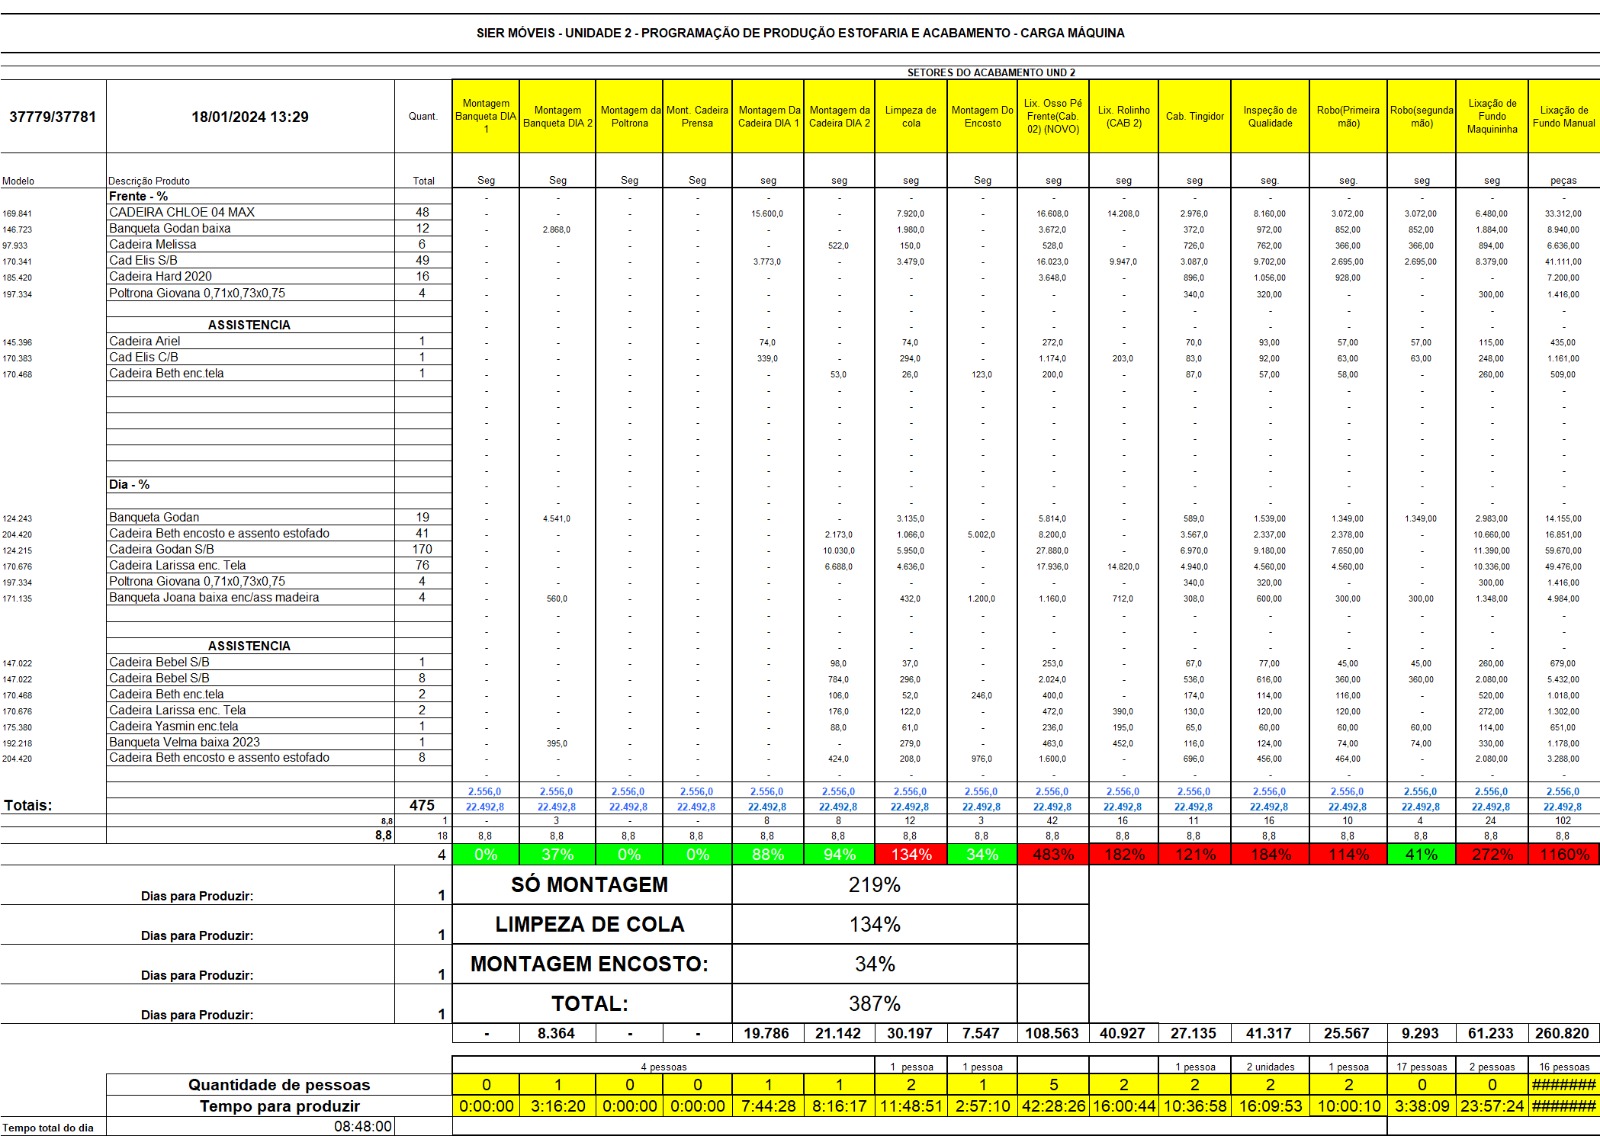 SIER MÓVEIS - UNIDADE 2 - PROGRAMAÇÃO DE PRODUÇÃO ESTOFARIA E ACABAMENTO - CARGA MÁQUINA
SETORES DO ACABAMENTO UND 2
37779/37781 18/01/2024 13:29 Quant. Montagem Banqueta DIA 1 Montagem Banqueta DIA 2 Montagem da Poltrona Mont. Cadeira Prensa Montagem Da Cadeira DIA 1 Montagem da Cadeira DIA 2 Limpeza de cola Montagem Do Encosto Lix. Osso Pé Frente(Cab. 02) (NOVO) Lix. Rolinho (CAB 2) Cab. Tingidor Inspeção de Qualidade Robo(Primeira mão) Robo(segunda mão) Lixação de Fundo Maquininha Lixação de Fundo Manual
Modelo Descrição Produto Total Seg Seg Seg Seg seg seg seg Seg seg seg seg seg. seg. seg seg peças
Frente - % - - - - - - - - - - - - - - - -
169.841 CADEIRA CHLOE 04 MAX 48 - - - - 15.600,0 - 7.920,0 - 16.608,0 14.208,0 2.976,0 8.160,00 3.072,00 3.072,00 6.480,00 33.312,00
146.723 Banqueta Godan baixa 12 - 2.868,0 - - - - 1.980,0 - 3.672,0 - 372,0 972,00 852,00 852,00 1.884,00 8.940,00
97.933 Cadeira Melissa 6 - - - - - 522,0 150,0 - 528,0 - 726,0 762,00 366,00 366,00 894,00 6.636,00
170.341 Cad Elis S/B 49 - - - - 3.773,0 - 3.479,0 - 16.023,0 9.947,0 3.087,0 9.702,00 2.695,00 2.695,00 8.379,00 41.111,00
185.420 Cadeira Hard 2020 16 - - - - - - - - 3.648,0 - 896,0 1.056,00 928,00 - - 7.200,00
197.334 Poltrona Giovana 0,71x0,73x0,75 4 - - - - - - - - - - 340,0 320,00 - - 300,00 1.416,00
- - - - - - - - - - - - - - - -
ASSISTENCIA - - - - - - - - - - - - - - - -
145.396 Cadeira Ariel 1 - - - - 74,0 - 74,0 - 272,0 - 70,0 93,00 57,00 57,00 115,00 435,00
170.383 Cad Elis C/B 1 - - - - 339,0 - 294,0 - 1.174,0 203,0 83,0 92,00 63,00 63,00 248,00 1.161,00
170.468 Cadeira Beth enc.tela 1 - - - - - 53,0 26,0 123,0 200,0 - 87,0 57,00 58,00 - 260,00 509,00
- - - - - - - - - - - - - - - -
- - - - - - - - - - - - - - - -
- - - - - - - - - - - - - - - -
- - - - - - - - - - - - - - - -
- - - - - - - - - - - - - - - -
- - - - - - - - - - - - - - - -
Dia - % - - - - - - - - - - - - - - - -
- - - - - - - - - - - - - - - -
124.243 Banqueta Godan 19 - 4.541,0 - - - - 3.135,0 - 5.814,0 - 589,0 1.539,00 1.349,00 1.349,00 2.983,00 14.155,00
204.420 Cadeira Beth encosto e assento estofado 41 - - - - - 2.173,0 1.066,0 5.002,0 8.200,0 - 3.567,0 2.337,00 2.378,00 - 10.660,00 16.851,00
124.215 Cadeira Godan S/B 170 - - - - - 10.030,0 5.950,0 - 27.880,0 - 6.970,0 9.180,00 7.650,00 - 11.390,00 59.670,00
170.676 Cadeira Larissa enc. Tela 76 - - - - - 6.688,0 4.636,0 - 17.936,0 14.820,0 4.940,0 4.560,00 4.560,00 - 10.336,00 49.476,00
197.334 Poltrona Giovana 0,71x0,73x0,75 4 - - - - - - - - - - 340,0 320,00 - - 300,00 1.416,00
171.135 Banqueta Joana baixa enc/ass madeira 4 - 560,0 - - - - 432,0 1.200,0 1.160,0 712,0 308,0 600,00 300,00 300,00 1.348,00 4.984,00
- - - - - - - - - - - - - - - -
- - - - - - - - - - - - - - - -
ASSISTENCIA - - - - - - - - - - - - - - - -
147.022 Cadeira Bebel S/B 1 - - - - - 98,0 37,0 - 253,0 - 67,0 77,00 45,00 45,00 260,00 679,00
147.022 Cadeira Bebel S/B 8 - - - - - 784,0 296,0 - 2.024,0 - 536,0 616,00 360,00 360,00 2.080,00 5.432,00
170.468 Cadeira Beth enc.tela 2 - - - - - 106,0 52,0 246,0 400,0 - 174,0 114,00 116,00 - 520,00 1.018,00
170.676 Cadeira Larissa enc. Tela 2 - - - - - 176,0 122,0 - 472,0 390,0 130,0 120,00 120,00 - 272,00 1.302,00
175.380 Cadeira Yasmin enc.tela 1 - - - - - 88,0 61,0 - 236,0 195,0 65,0 60,00 60,00 60,00 114,00 651,00
192.218 Banqueta Velma baixa 2023 1 - 395,0 - - - - 279,0 - 463,0 452,0 116,0 124,00 74,00 74,00 330,00 1.178,00
204.420 Cadeira Beth encosto e assento estofado 8 - - - - - 424,0 208,0 976,0 1.600,0 - 696,0 456,00 464,00 - 2.080,00 3.288,00
- - - - - - - - - - - - - - - -
2.556,0 2.556,0 2.556,0 2.556,0 2.556,0 2.556,0 2.556,0 2.556,0 2.556,0 2.556,0 2.556,0 2.556,0 2.556,0 2.556,0 2.556,0 2.556,0
Totais: 475 22.492,8 22.492,8 22.492,8 22.492,8 22.492,8 22.492,8 22.492,8 22.492,8 22.492,8 22.492,8 22.492,8 22.492,8 22.492,8 22.492,8 22.492,8 22.492,8
8,8 1 - 3 - - 8 8 12 3 42 16 11 16 10 4 24 102
8,8 18 8,8 8,8 8,8 8,8 8,8 8,8 8,8 8,8 8,8 8,8 8,8 8,8 8,8 8,8 8,8 8,8
4 0% 37% 0% 0% 88% 94% 134% 34% 483% 182% 121% 184% 114% 41% 272% 1160%
Dias para Produzir: 1 SÓ MONTAGEM 219%
Dias para Produzir: 1 LIMPEZA DE COLA 134%
Dias para Produzir: 1 MONTAGEM ENCOSTO: 34%
Dias para Produzir: 1 TOTAL: 387%
- 8.364 - - 19.786 21.142 30.197 7.547 108.563 40.927 27.135 41.317 25.567 9.293 61.233 260.820
4 pessoas 1 pessoa 1 pessoa 1 pessoa 2 unidades 1 pessoa 17 pessoas 2 pessoas 16 pessoas
Quantidade de pessoas 0 1 0 0 1 1 2 1 5 2 2 2 2 0 0 #######
Tempo para produzir 0:00:00 3:16:20 0:00:00 0:00:00 7:44:28 8:16:17 11:48:51 2:57:10 42:28:26 16:00:44 10:36:58 16:09:53 10:00:10 3:38:09 23:57:24 #######
Tempo total do dia 08:48:00